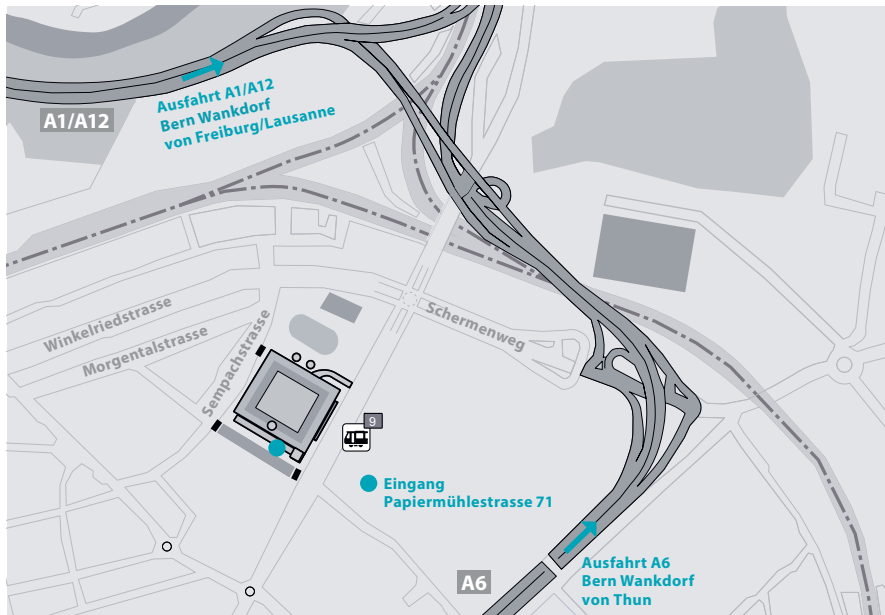 Ausfahrt A1/A12
Bern Wankdorf
von Freiburg/Lausanne
A1/A12
Winkelriedstrasse
Morgentalstrasse
Sempachstrasse
Schermenweg
9
Eingang
Papiermühlestrasse 71
A6
Ausfahrt A6
Bern Wankdorf
von Thun